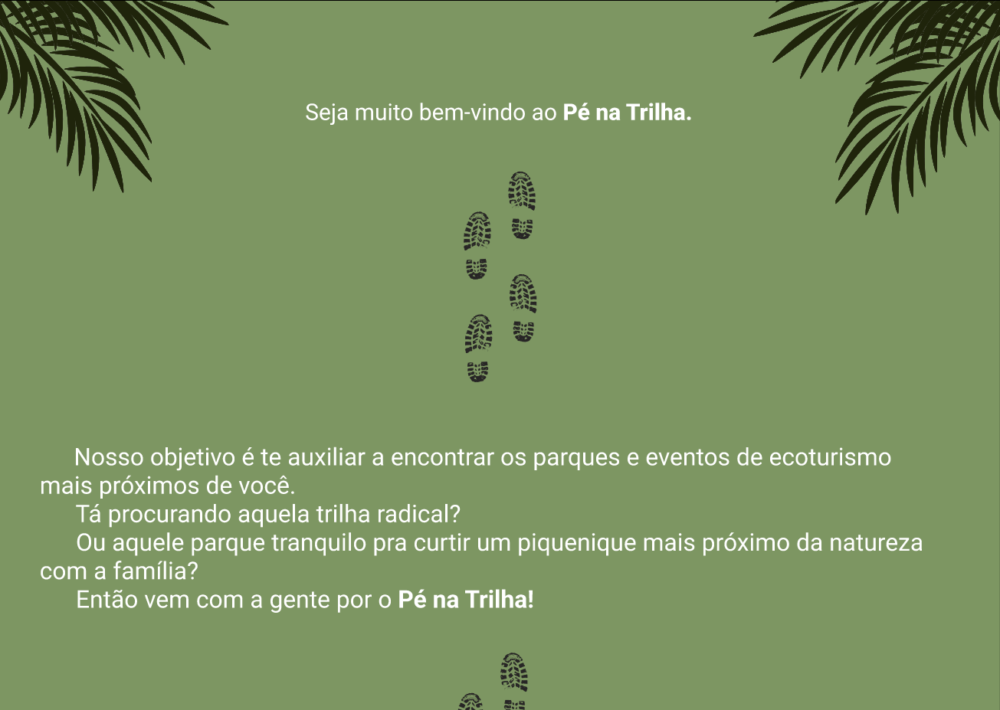 Seja muito bem-vindo ao Pé na Trilha.
Nosso objetivo é te auxiliar a encontrar os parques e eventos de ecoturismo
mais próximos de você.
Tá procurando aquela trilha radical?
Ou aquele parque tranquilo pra curtir um piquenique mais próximo da natureza
com a família?
Então vem com a gente por o Pé na Trilha!